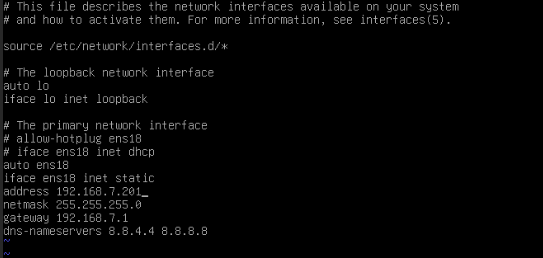 # This file describes the network interfaces available on your system
# and how to activate them. For more information, see interfaces(5).
source /etc/network/interfaces.d/*
# The loopback network interface
auto lo
iface lo inet loopback
# The primary network interface
# allow-hotplug ens18
# iface ens18 inet dhcp
auto ens18
iface ens18 inet static
address 192.168.7.201
netmask 255.255.255.0
gateway 192.168.7.1
dns-nameservers 8.8.4.4 8.8.8.8
~
~